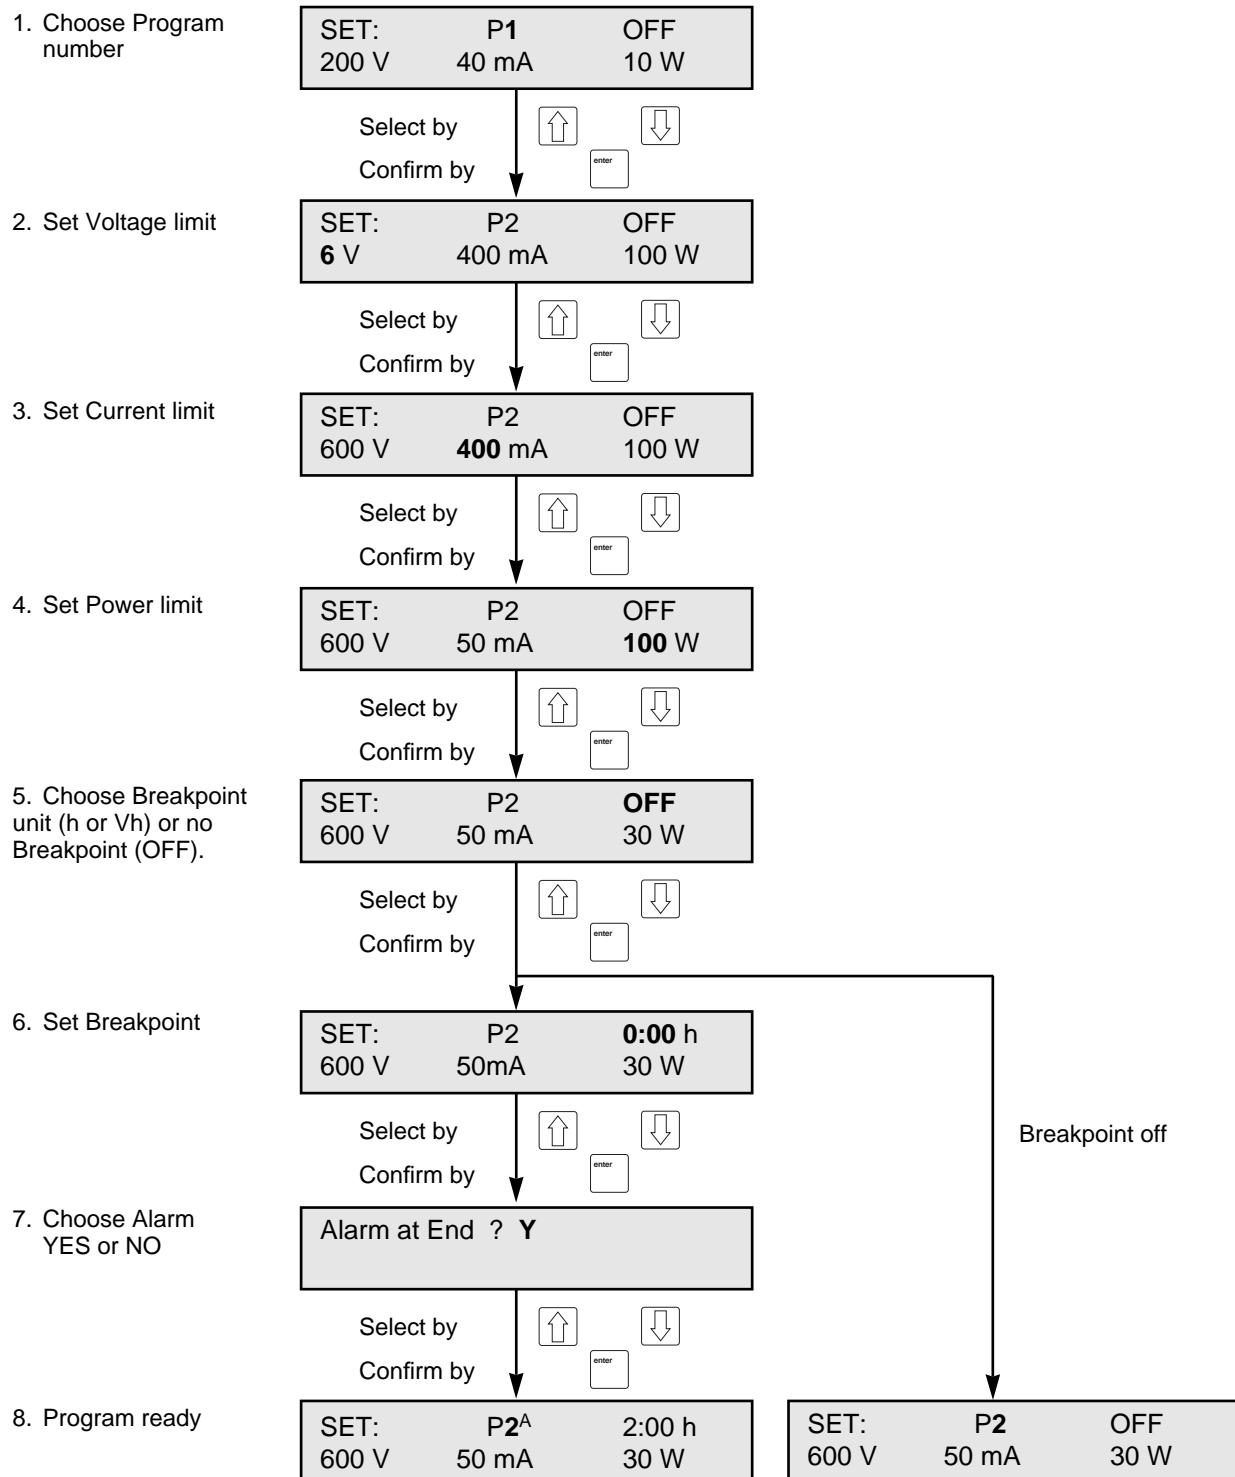 1. Choose Program
number
SET: P1 OFF
200 V 40 mA 10 W
Select by
Confirm by enter
2. Set Voltage limit
SET: P2 OFF
6 V 400 mA 100 W
Select by
Confirm by enter
3. Set Current limit
SET: P2 OFF
600 V 400 mA 100 W
Select by
Confirm by enter
4. Set Power limit
SET: P2 OFF
600 V 50 mA 100 W
Select by
Confirm by enter
5. Choose Breakpoint
unit (h or Vh) or no
Breakpoint (OFF).
SET: P2 OFF
600 V 50 mA 30 W
Select by
Confirm by enter
6. Set Breakpoint
SET: P2 0:00 h
600 V 50mA 30 W
Select by
Confirm by enter
Breakpoint off
7. Choose Alarm
YES or NO
Alarm at End ? Y
Select by
Confirm by enter
8. Program ready
SET: P2A 2:00 h
600 V 50 mA 30 W
SET: P2 OFF
600 V 50 mA 30 W